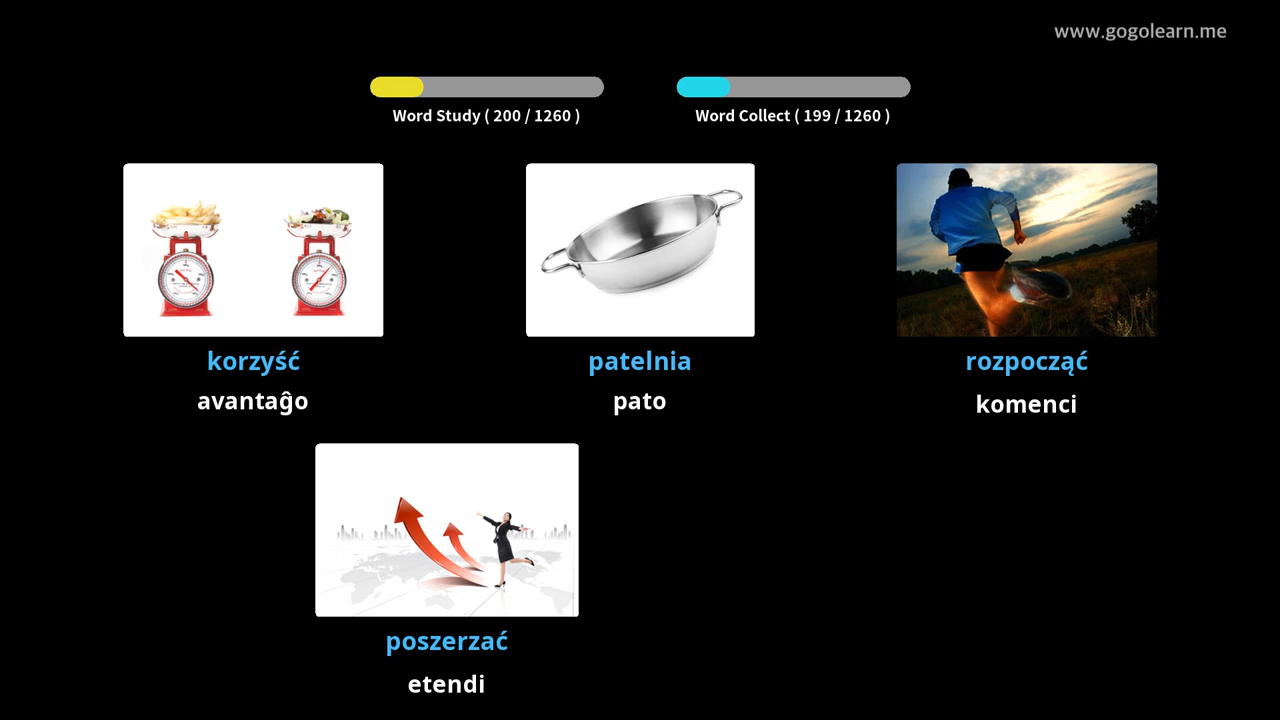 www.gogolearn.me
Word Study ( 200 / 1260 )
Word Collect ( 199 / 1260 )
korzyść
avantaĝo
patelnia
pato
rozpocząć
komenci
poszerzać
etendi